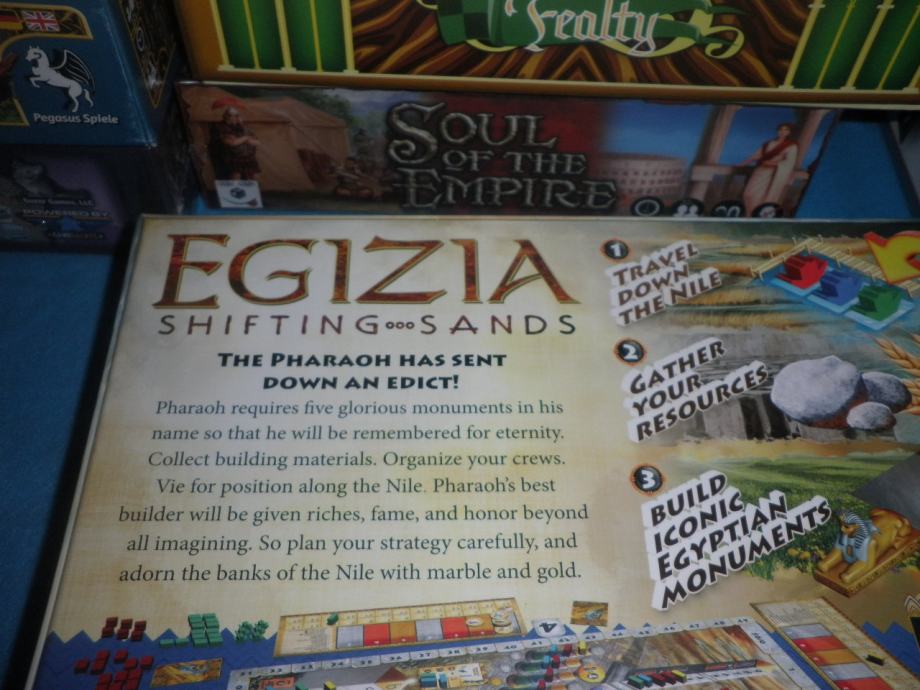 Fealty
Pegasus Spiele
SOUL
OF THE
EMPIRE
POWERED BY
EGIZIA
SHIFTING SANDS
THE PHARAOH HAS SENT
DOWN AN EDICT!
Pharaoh requires five glorious monuments in his
name so that he will be remembered for eternity.
Collect building materials. Organize your crews.
Vie for position along the Nile. Pharaoh's best
builder will be given riches, fame, and honor beyond
all imagining. So plan your strategy carefully, and
adorn the banks of the Nile with marble and gold.
1
TRAVEL
DOWN
THE NILE
2
GATHER
YOUR
RESOURCES
3
BUILD
ICONIC
EGYPTIAN
MONUMENTS